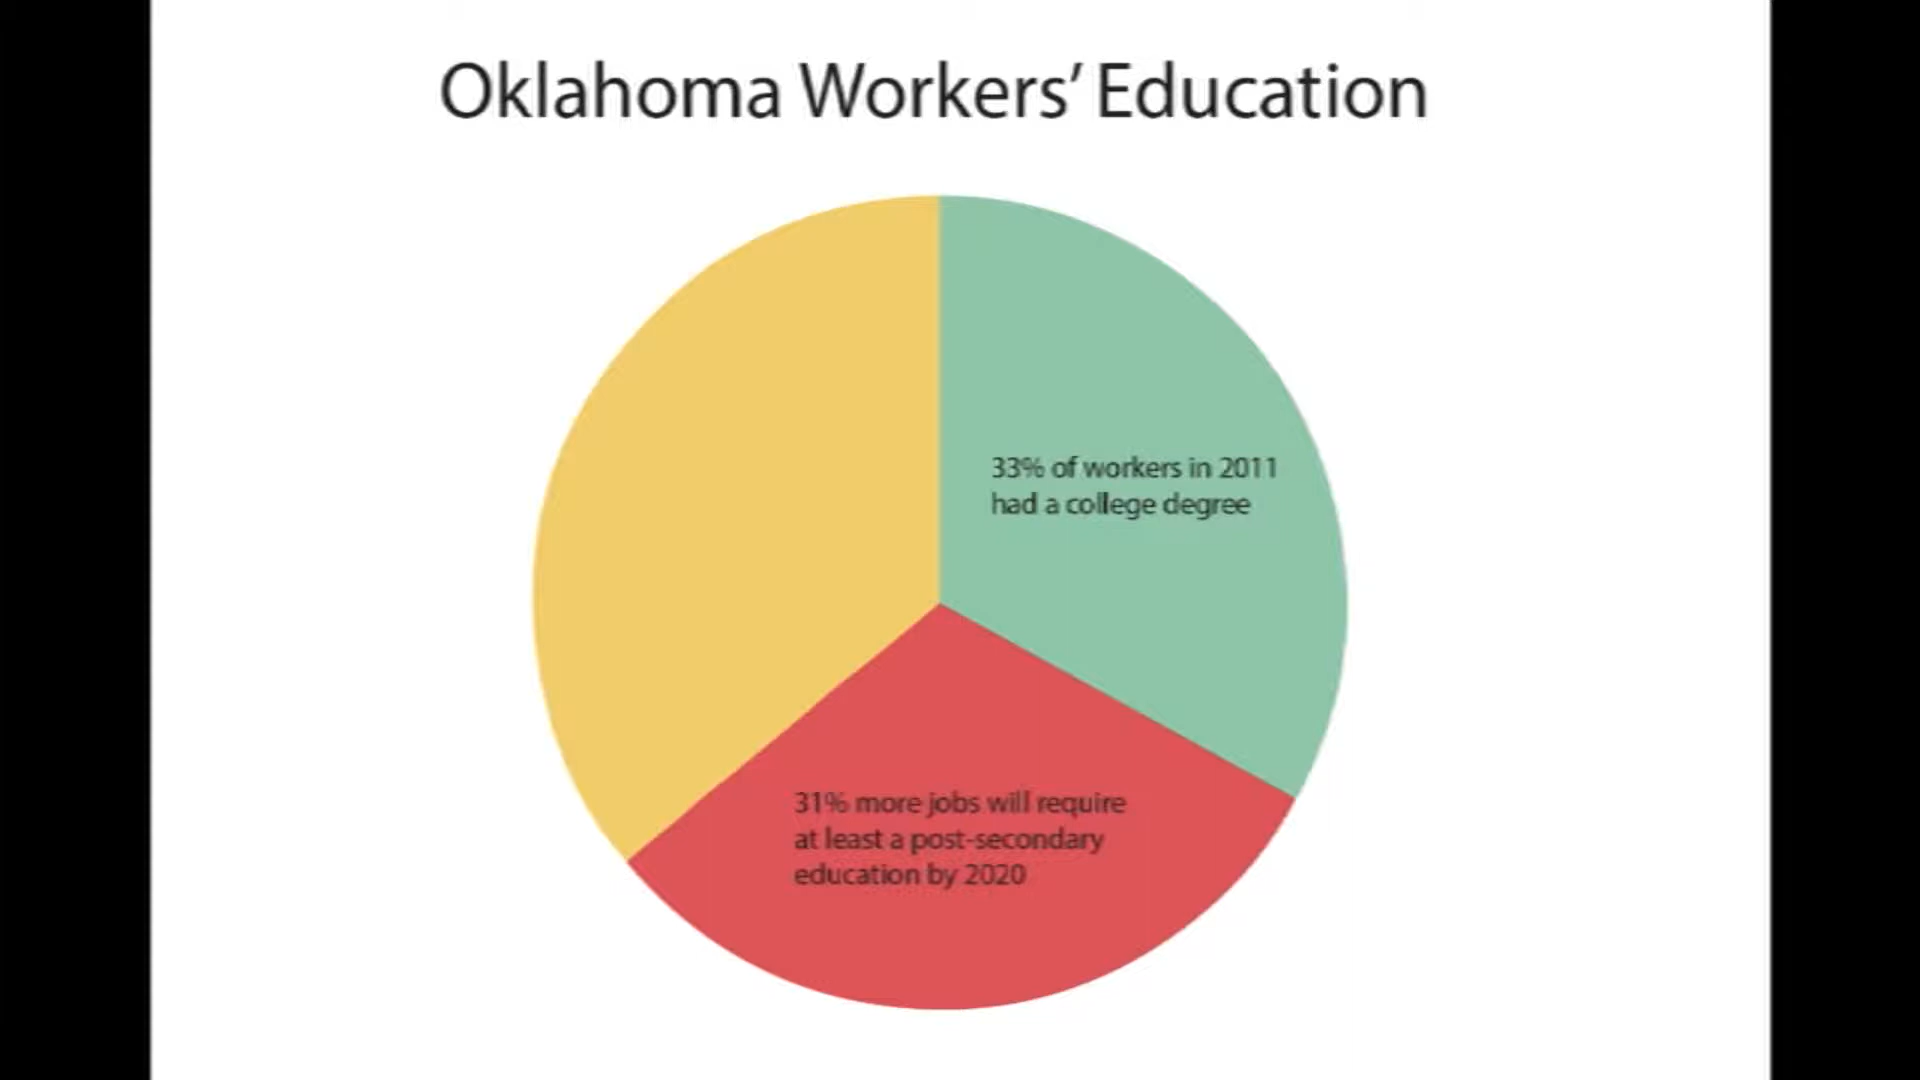 Oklahoma Workers’ Education
33% of workers in 2011
had a college degree
31% more jobs will require
at least a post-secondary
education by 2020